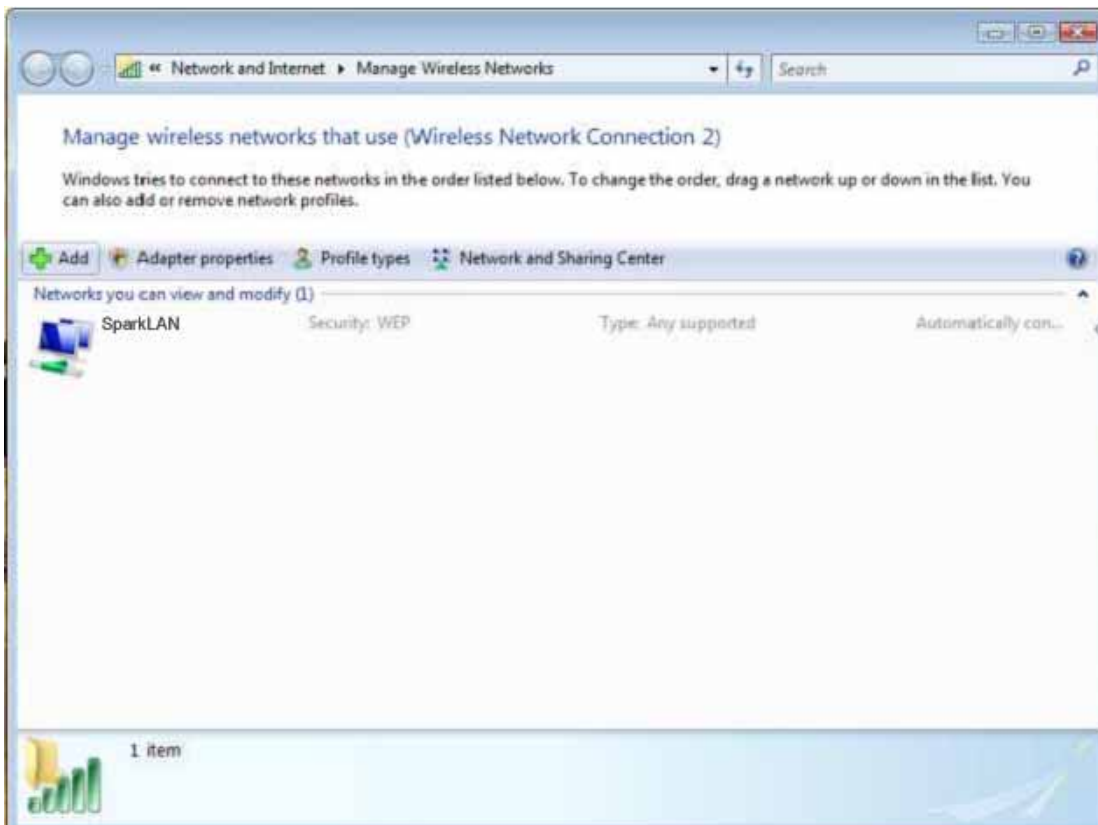 « Network and Internet ▸ Manage Wireless Networks
Search
Manage wireless networks that use (Wireless Network Connection 2)
Windows tries to connect to these networks in the order listed below. To change the order, drag a network up or down in the list. You
can also add or remove network profiles.
Add Adapter properties Profile types Network and Sharing Center
Networks you can view and modify (1)
SparkLAN Security: WEP Type: Any supported Automatically con...
1 item